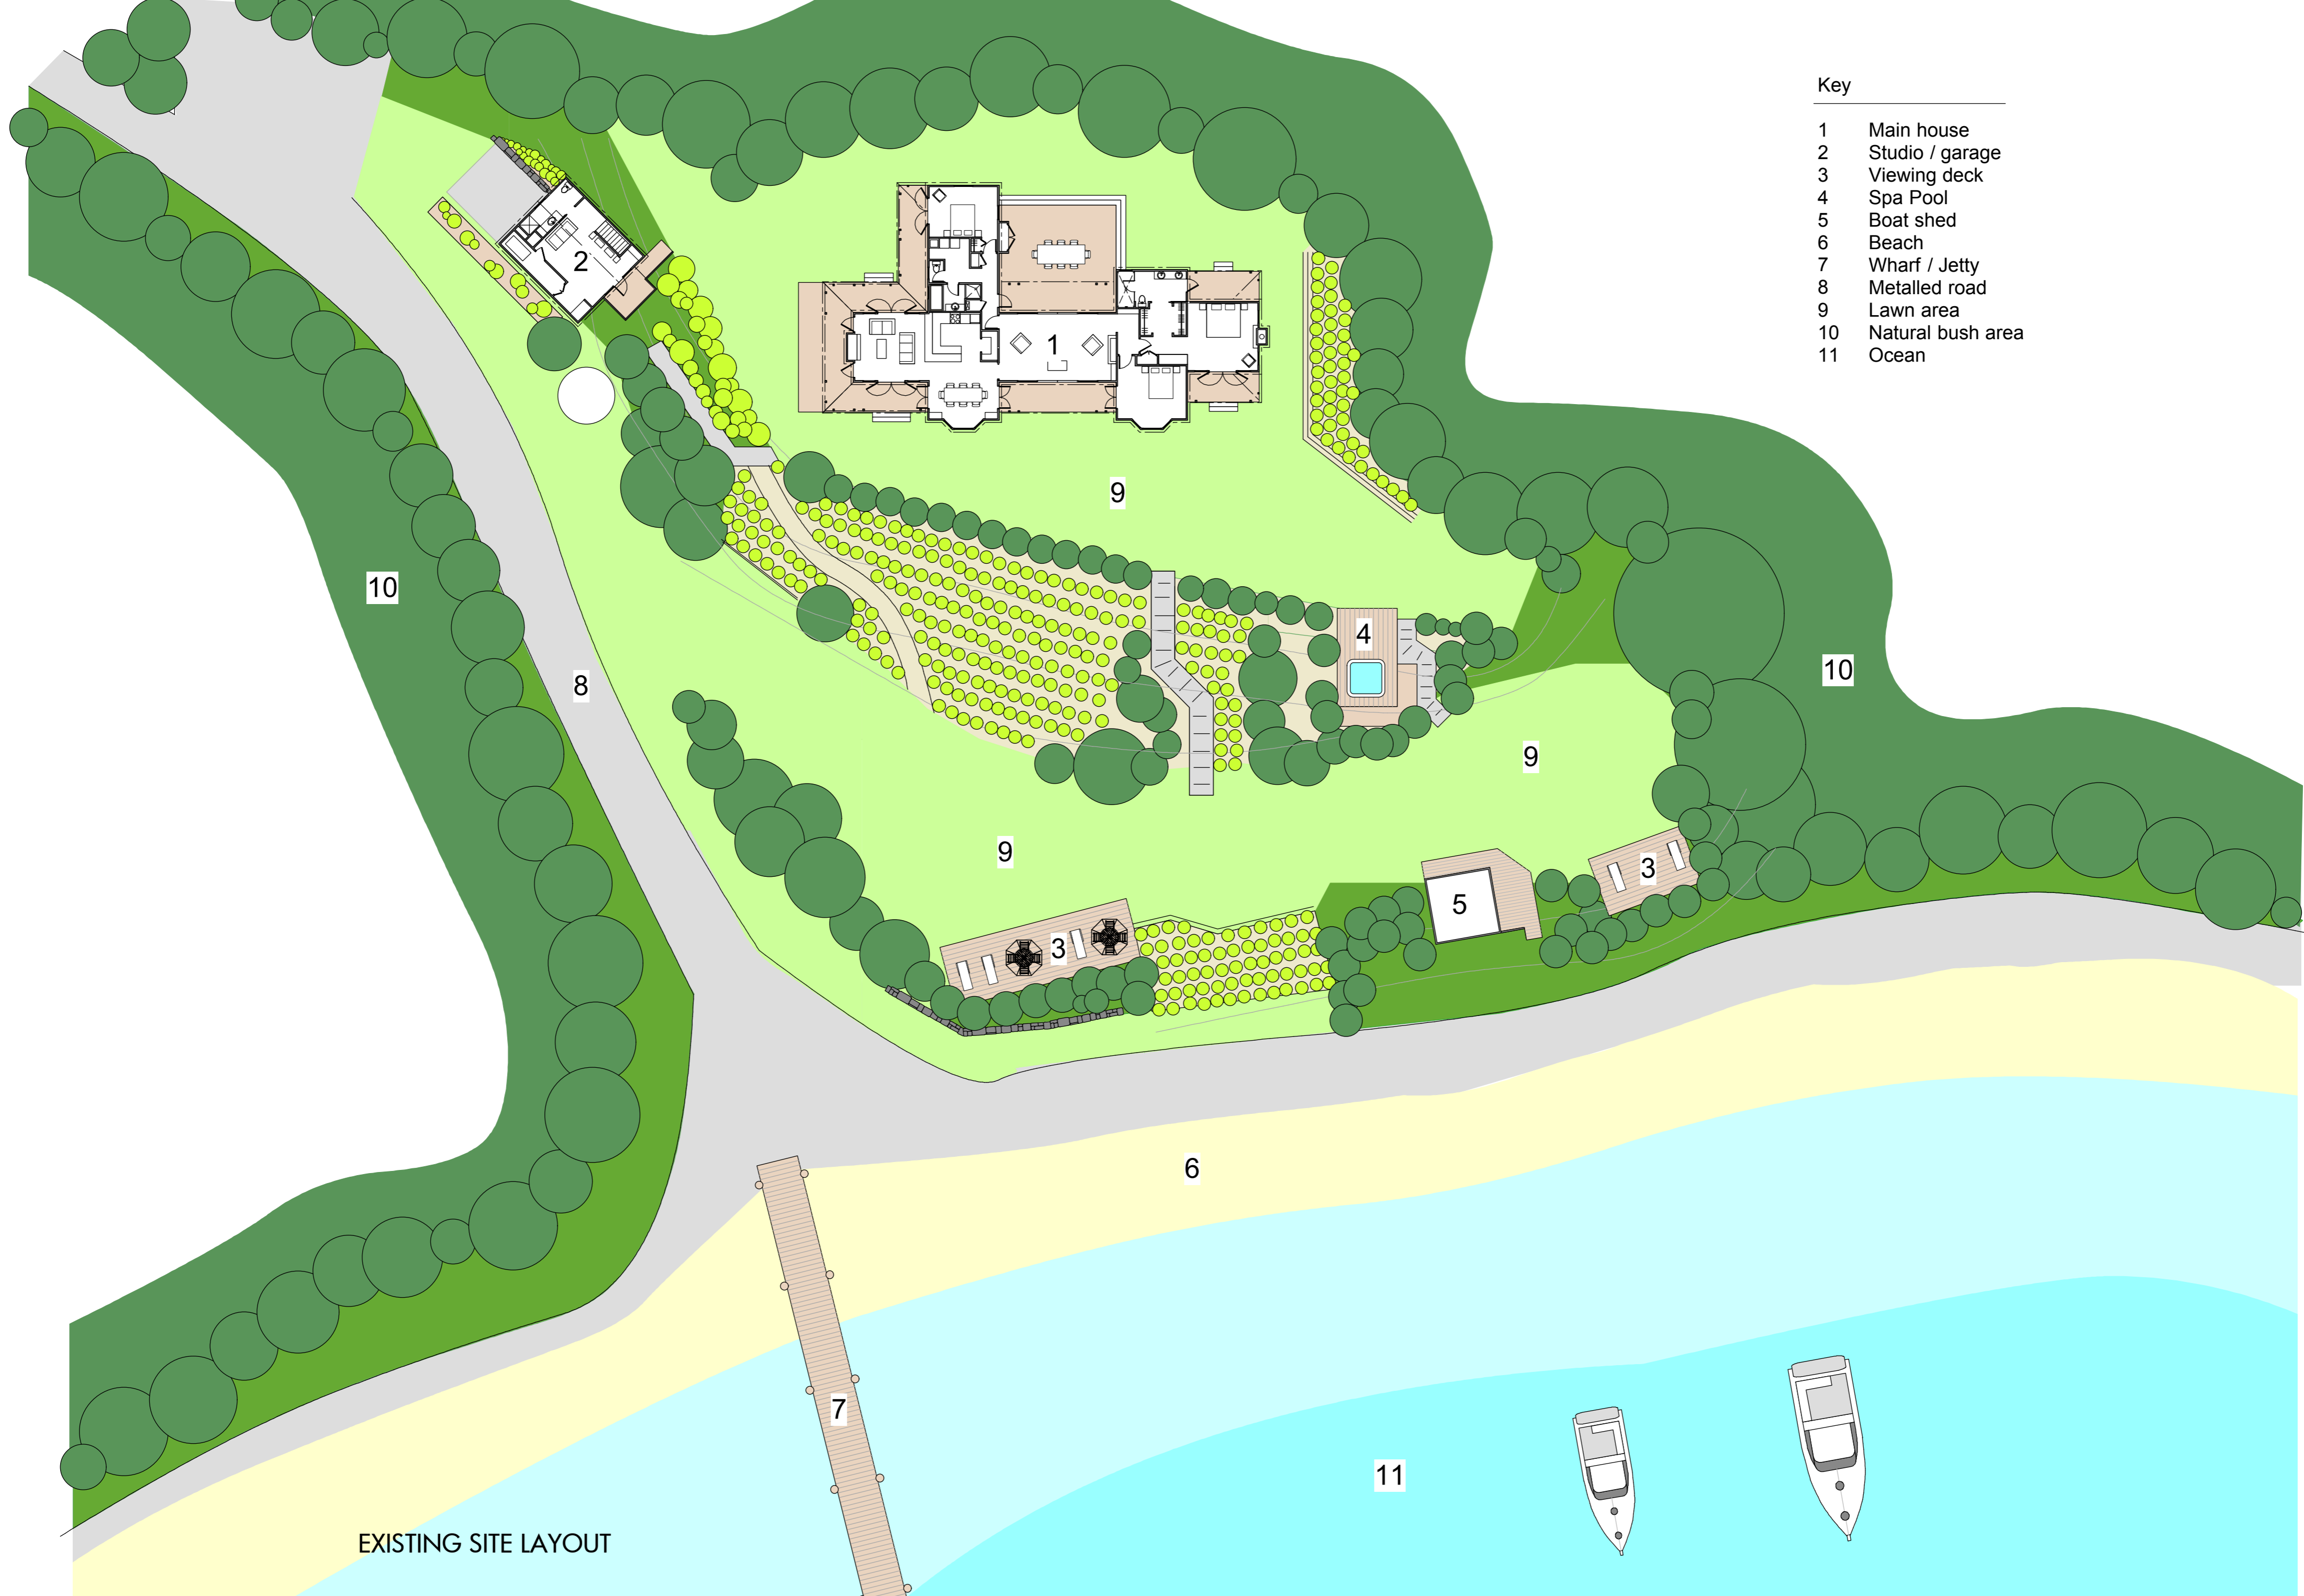 Key
1 Main house
2 Studio / garage
3 Viewing deck
4 Spa Pool
5 Boat shed
6 Beach
7 Wharf / Jetty
8 Metalled road
9 Lawn area
10 Natural bush area
11 Ocean
2
1
9
10
4
10
8
9
9
3
5
3
6
7
11
EXISTING SITE LAYOUT